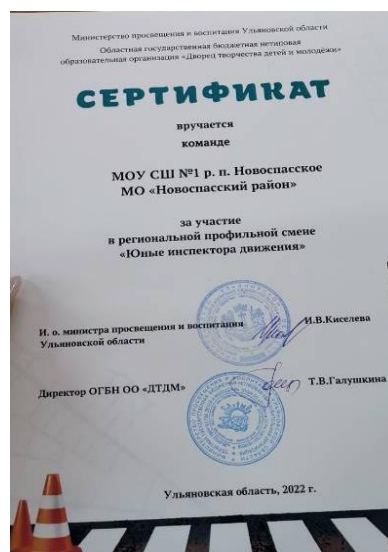 Министерство просвещения и воспитания Ульяновской области
Областная государственная бюджетная нетиповая
образовательная организация «Дворец творчества детей и молодёжи»
СЕРТИФИКАТ
вручается
команде
МОУ СШ №1 р. п. Новоспасское
МО «Новоспасский район»
за участие
в региональной профильной смене
«Юные инспектора движения»
И. о. министра просвещения и воспитания
Ульяновской области
И.В.Киселева
Директор ОГБН ОО «ДТДМ»
Т.В.Галушкина
Ульяновская область, 2022 г.